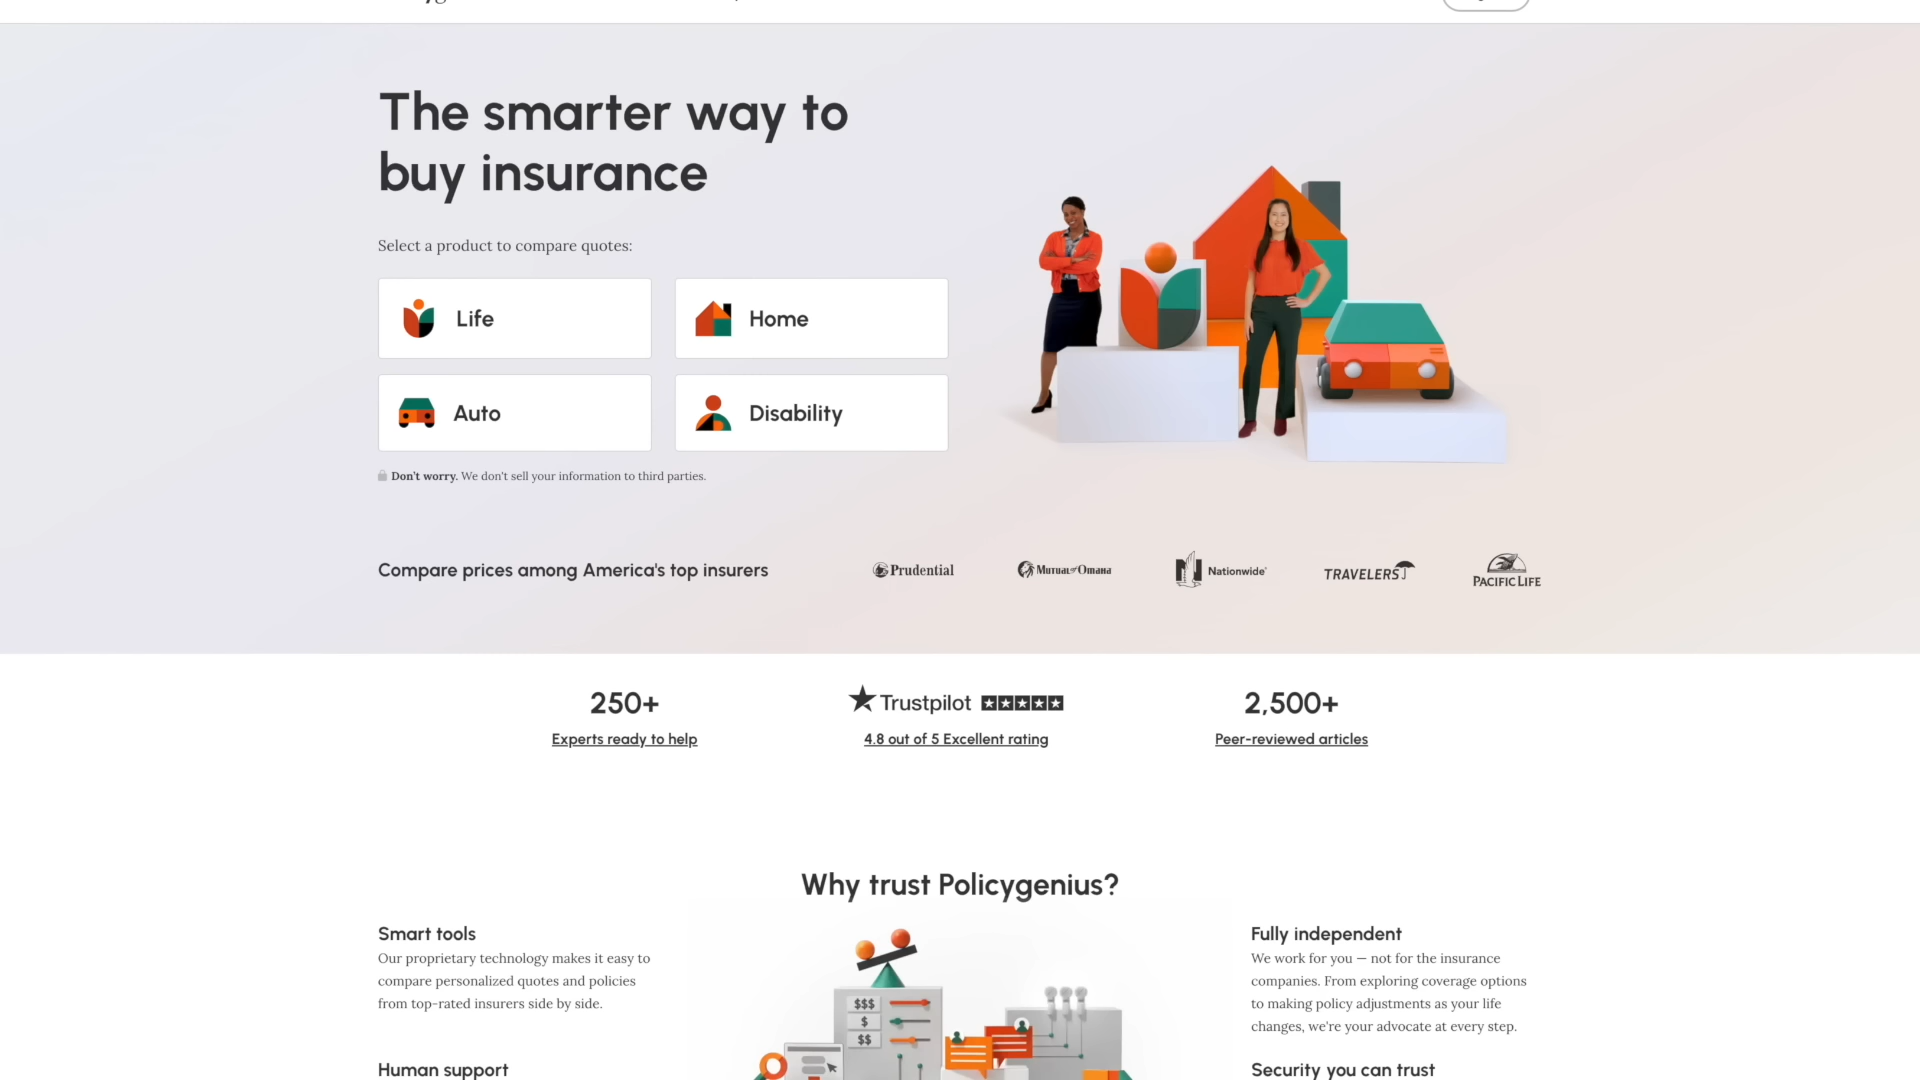 The smarter way to
buy insurance
Select a product to compare quotes:
Life
Home
Auto
Disability
Don't worry. We don't sell your information to third parties.
Compare prices among America's top insurers
Prudential
Mutual of Omaha
Nationwide
TRAVELERS
PACIFIC LIFE
250+
Experts ready to help
Trustpilot
4.8 out of 5 Excellent rating
2,500+
Peer-reviewed articles
Why trust Policygenius?
Smart tools
Our proprietary technology makes it easy to
compare personalized quotes and policies
from top-rated insurers side by side.
Fully independent
We work for you — not for the insurance
companies. From exploring coverage options
to making policy adjustments as your life
changes, we're your advocate at every step.
$$$
$
$$
Human support
Security you can trust